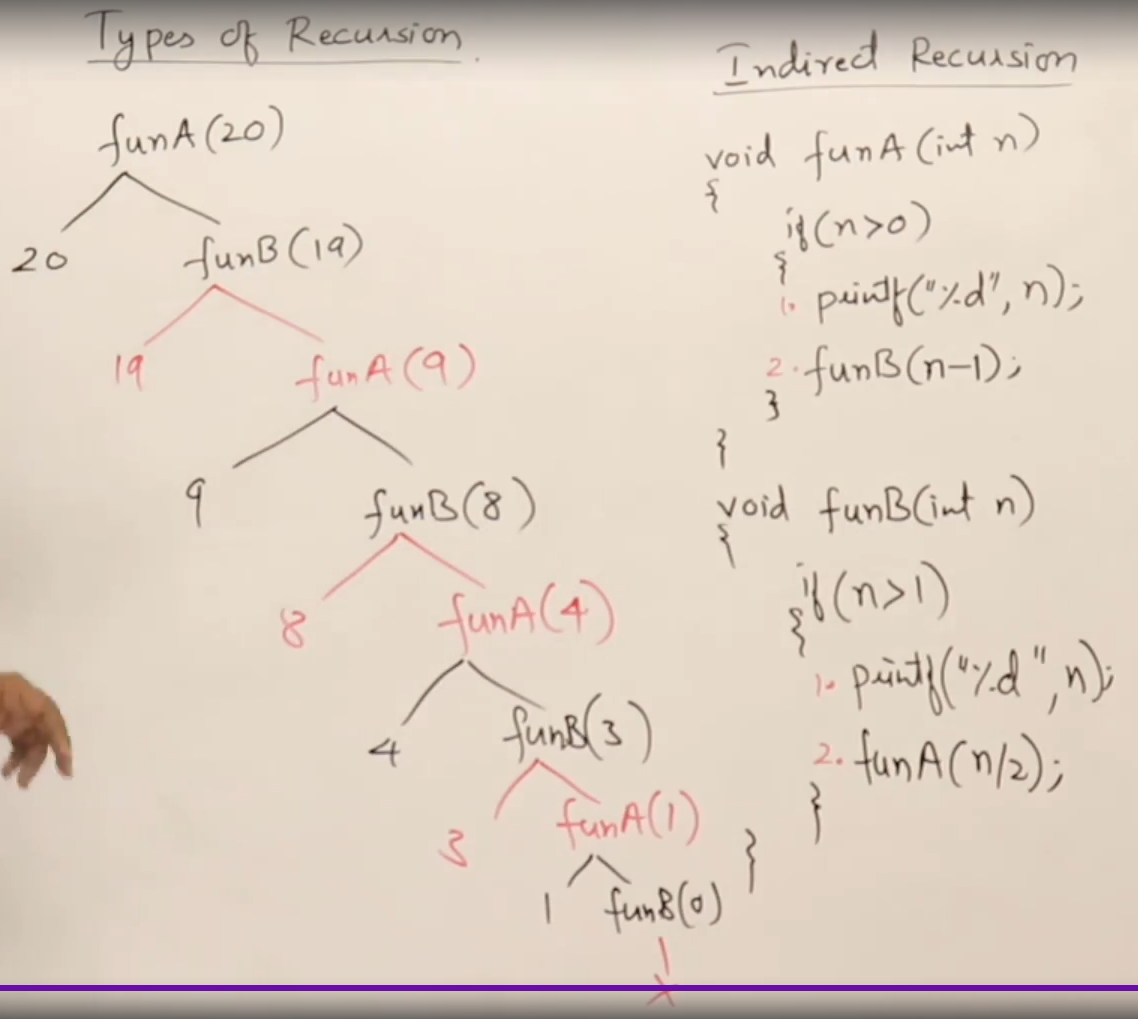 Types of Recursion.
funA(20)
20 funB(19)
19 funA(9)
9 funB(8)
8 funA(4)
4 funB(3)
3 funA(1)
1 funB(0)
X
Indirect Recursion
void funA(int n)
{
if(n>0)
{
1. printf("%d", n);
2. funB(n-1);
}
}
void funB(int n)
{
if(n>1)
{
1. printf("%d", n);
2. funA(n/2);
}
}